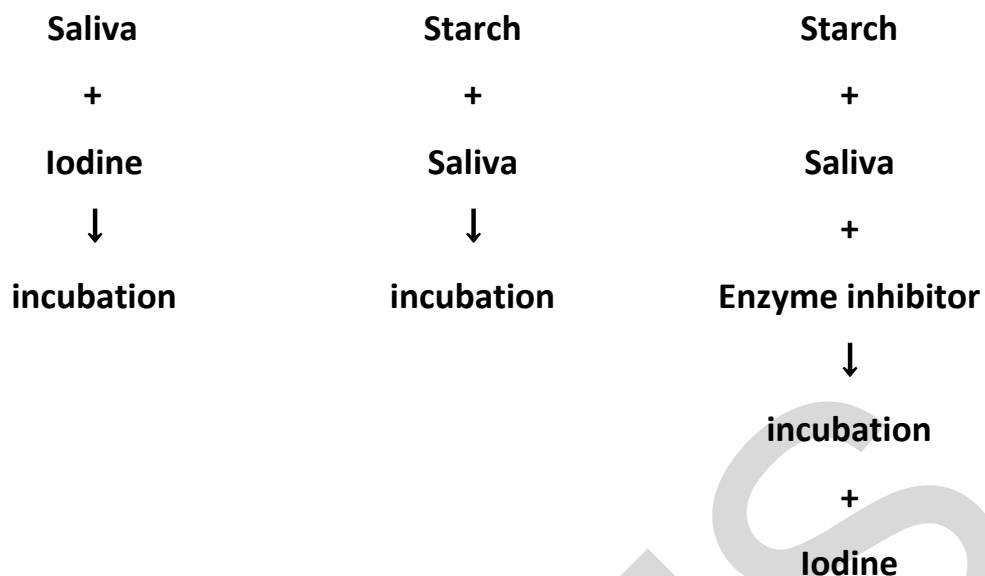 Saliva
+
Iodine
↓
incubation
Starch
+
Saliva
↓
incubation
Starch
+
Saliva
+
Enzyme inhibitor
↓
incubation
+
Iodine